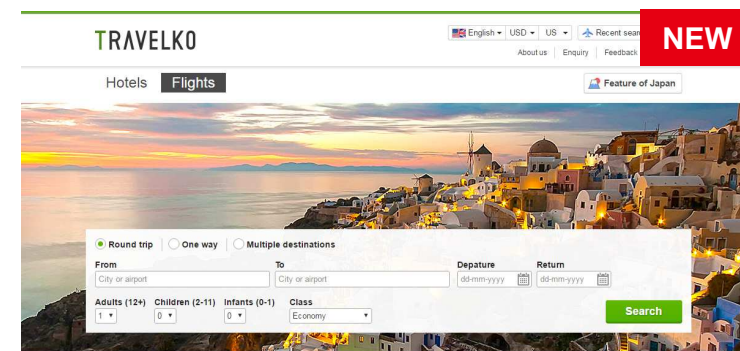 TRAVELKO
English USD US Recent sear
NEW
About us Enquiry Feedback
Hotels Flights
Feature of Japan
Round trip One way Multiple destinations
From To Depature Return
City or airport City or airport dd-mm-yyyy dd-mm-yyyy
Adults (12+) Children (2-11) Infants (0-1) Class
1 0 0 Economy
Search